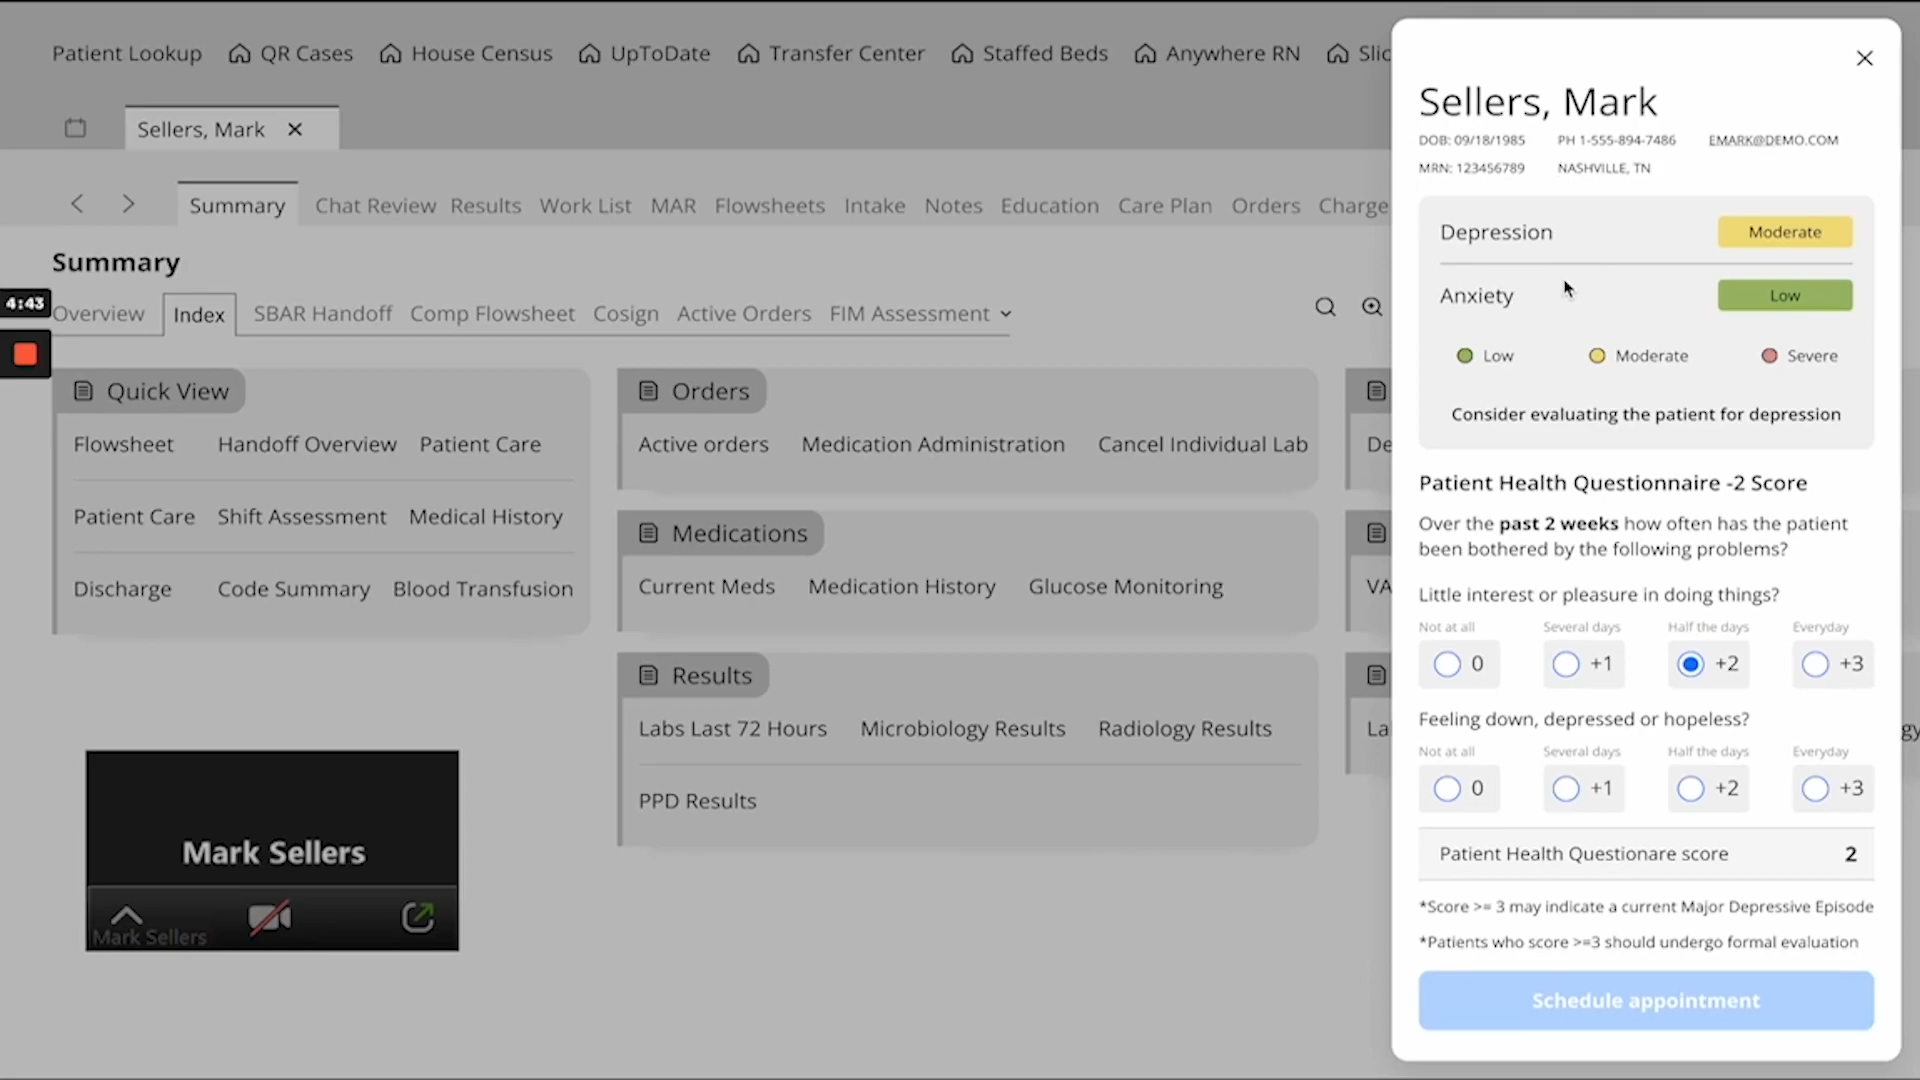 Patient Lookup QR Cases House Census UpToDate Transfer Center Staffed Beds Anywhere RN Slic
Sellers, Mark
Summary Chat Review Results Work List MAR Flowsheets Intake Notes Education Care Plan Orders Charge
Summary
4:43
Overview Index SBAR Handoff Comp Flowsheet Cosign Active Orders FIM Assessment
Quick View
Flowsheet Handoff Overview Patient Care
Patient Care Shift Assessment Medical History
Discharge Code Summary Blood Transfusion
Orders
Active orders Medication Administration Cancel Individual Lab
Medications
Current Meds Medication History Glucose Monitoring
Results
Labs Last 72 Hours Microbiology Results Radiology Results
PPD Results
De
VA
La
gy
Mark Sellers
Mark Sellers
Sellers, Mark
DOB: 09/18/1985 PH 1-555-894-7486 EMARK@DEMO.COM
MRN: 123456789 NASHVILLE, TN
Depression Moderate
Anxiety Low
Low Moderate Severe
Consider evaluating the patient for depression
Patient Health Questionnaire -2 Score
Over the past 2 weeks how often has the patient
been bothered by the following problems?
Little interest or pleasure in doing things?
Not at all Several days Half the days Everyday
0 +1 +2 +3
Feeling down, depressed or hopeless?
Not at all Several days Half the days Everyday
0 +1 +2 +3
Patient Health Questionare score 2
*Score >= 3 may indicate a current Major Depressive Episode
*Patients who score >=3 should undergo formal evaluation
Schedule appointment